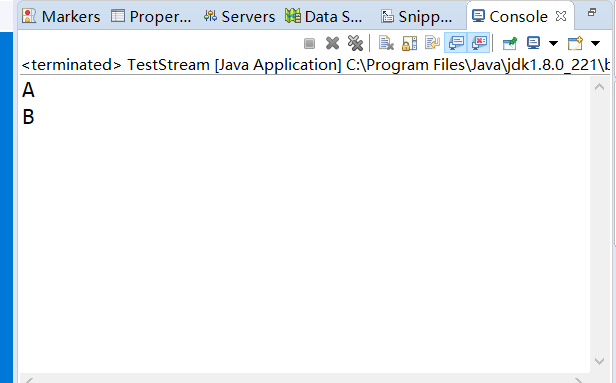 Markers Proper... Servers Data S... Snipp... Console
<terminated> TestStream [Java Application] C:\Program Files\Java\jdk1.8.0_221\b
A
B